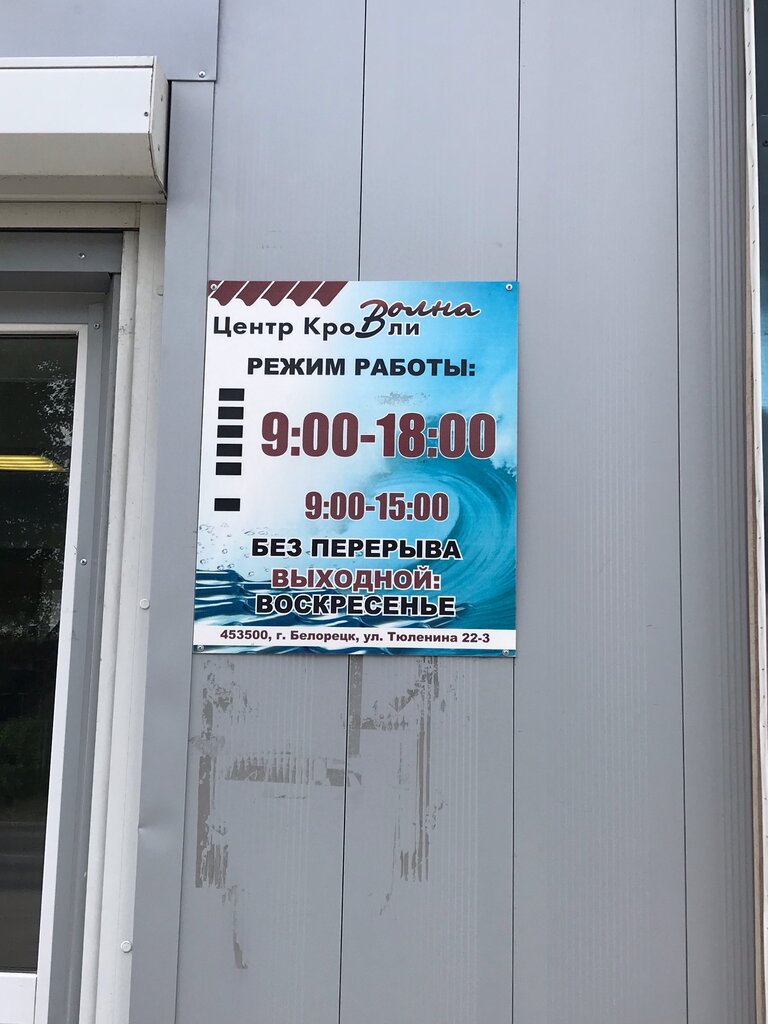 Волна
Центр КроВли
РЕЖИМ РАБОТЫ:
9:00-18:00
9:00-15:00
БЕЗ ПЕРЕРЫВА
ВЫХОДНОЙ:
ВОСКРЕСЕНЬЕ
453500, г. Белорецк, ул. Тюленина 22-3